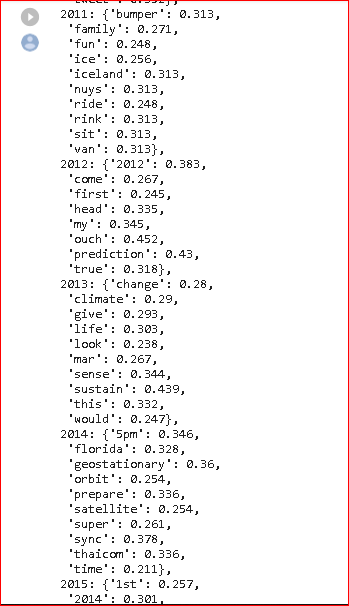 2011: {'bumper': 0.313,
'family': 0.271,
'fun': 0.248,
'ice': 0.256,
'iceland': 0.313,
'nuys': 0.313,
'ride': 0.248,
'rink': 0.313,
'sit': 0.313,
'van': 0.313},
2012: {'2012': 0.383,
'come': 0.267,
'first': 0.245,
'head': 0.335,
'my': 0.345,
'ouch': 0.452,
'prediction': 0.43,
'true': 0.318},
2013: {'change': 0.28,
'climate': 0.29,
'give': 0.293,
'life': 0.303,
'look': 0.238,
'mar': 0.267,
'sense': 0.344,
'sustain': 0.439,
'this': 0.332,
'would': 0.247},
2014: {'5pm': 0.346,
'florida': 0.328,
'geostationary': 0.36,
'orbit': 0.254,
'prepare': 0.336,
'satellite': 0.254,
'super': 0.261,
'sync': 0.378,
'thaicom': 0.336,
'time': 0.211},
2015: {'1st': 0.257,
'2014': 0.301,